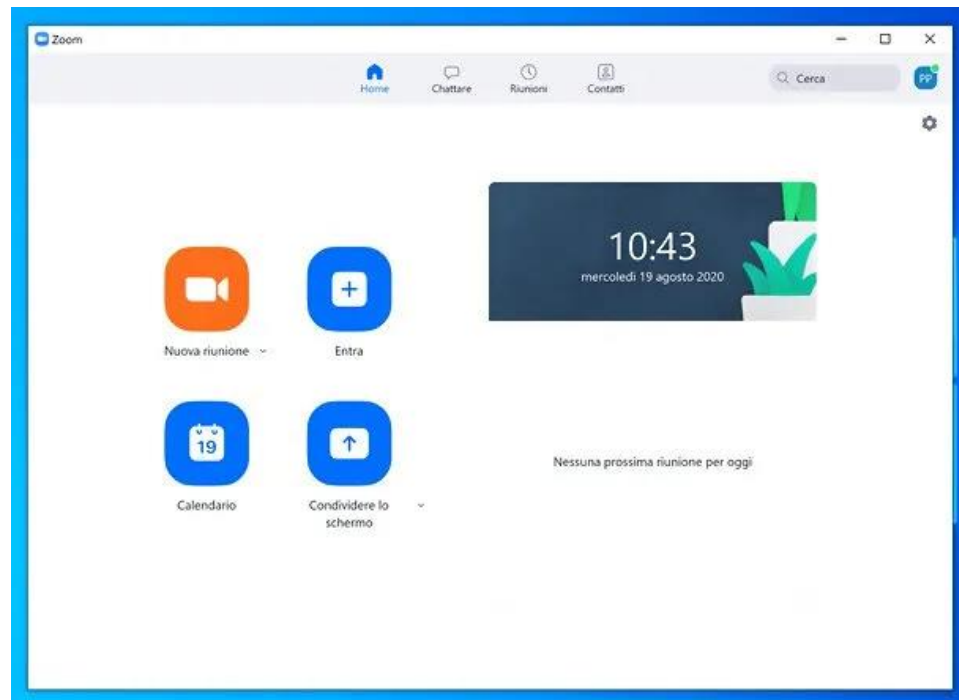 Zoom
Home
Chattare
Riunioni
Contatti
Cerca
PP
10:43
mercoledì 19 agosto 2020
Nuova riunione
Entra
19
Calendario
Condividere lo
schermo
Nessuna prossima riunione per oggi